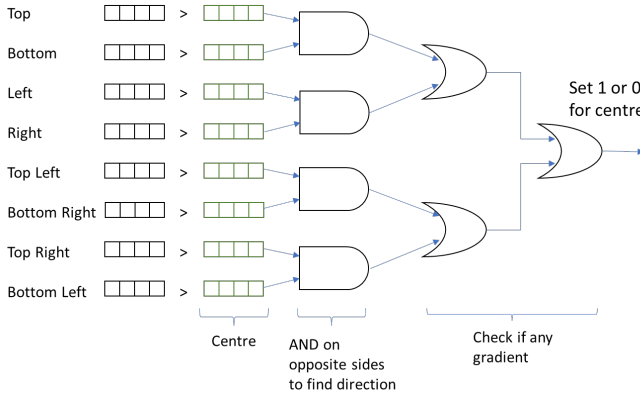 Top >
Bottom >
Left >
Right >
Top Left >
Bottom Right >
Top Right >
Bottom Left >
Set 1 or 0
for centre
Centre
AND on
opposite sides
to find direction
Check if any
gradient